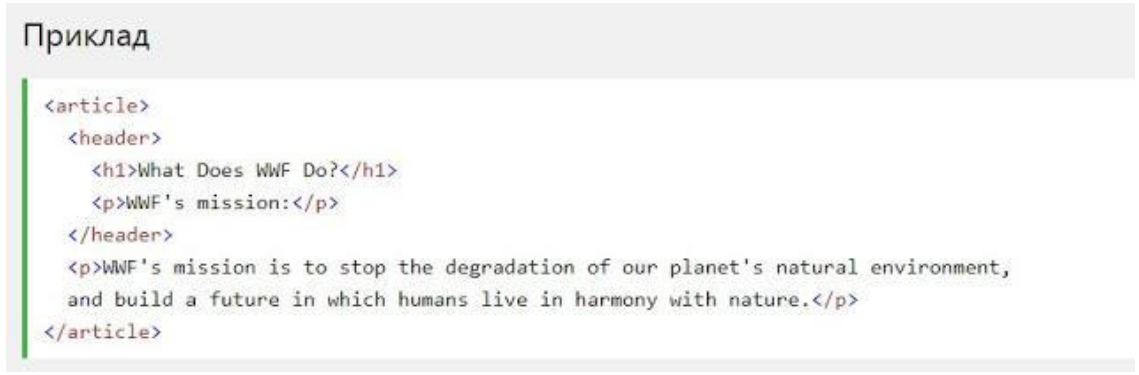 Приклад
<article>
<header>
<h1>What Does WWF Do?</h1>
<p>WWF's mission:</p>
</header>
<p>WWF's mission is to stop the degradation of our planet's natural environment,
and build a future in which humans live in harmony with nature.</p>
</article>